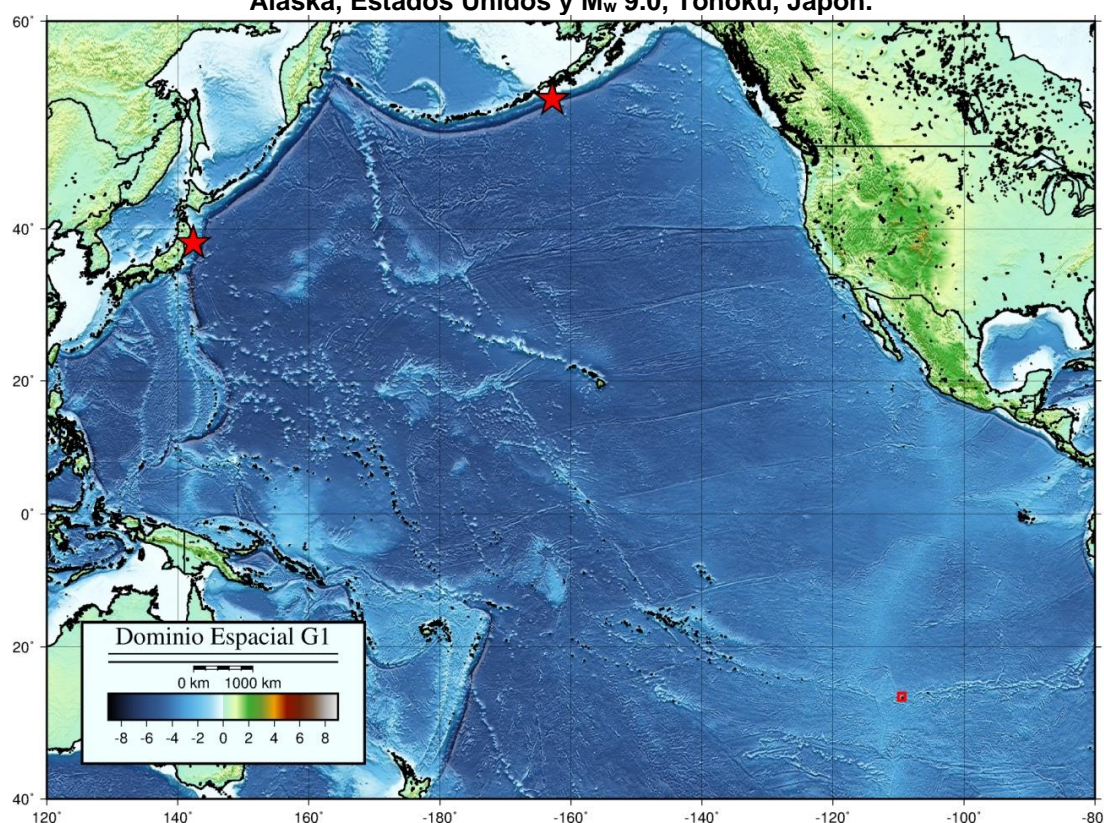 Alaska, Estados Unidos y Mw 9.0, Tohoku, Japón.
60˚
40˚
20˚
0˚
20˚
40˚
Dominio Espacial G1
0 km 1000 km
-8 -6 -4 -2 0 2 4 6 8
120˚ 140˚ 160˚ -180˚ -160˚ -140˚ -120˚ -100˚ -80˚